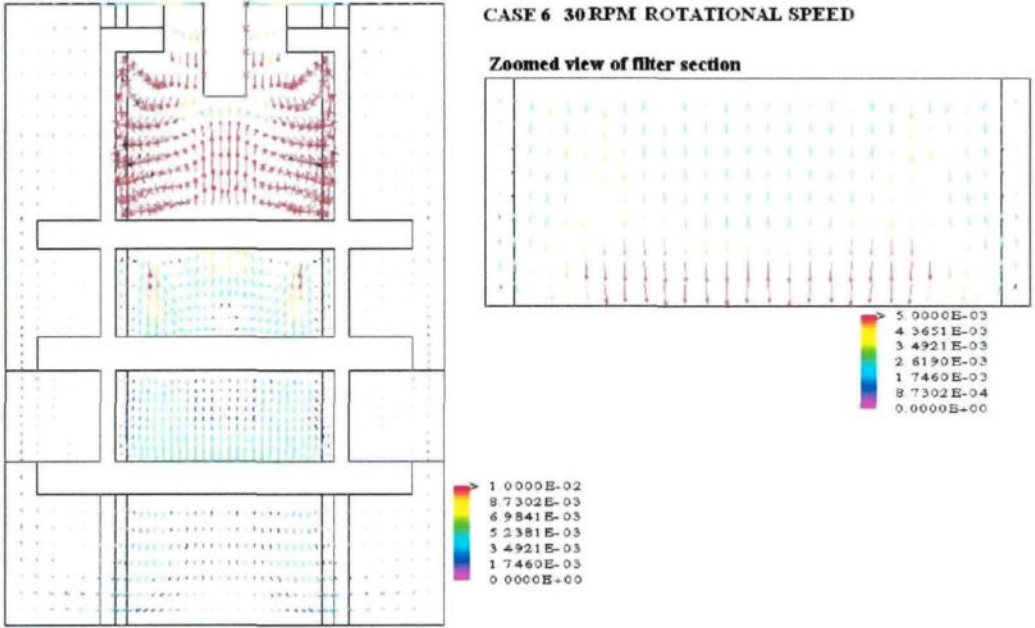 CASE 6 30 RPM ROTATIONAL SPEED
Zoomed view of filter section
> 5.0000E-03
4 3651E-03
3 4921E-03
2 6190E-03
1 7460E-03
8 7302E-04
0.0000E+00
> 1.0000E-02
8.7302E-03
6 9841E-03
5 2381E-03
3 4921E-03
1 7460E-03
0 0000E+00